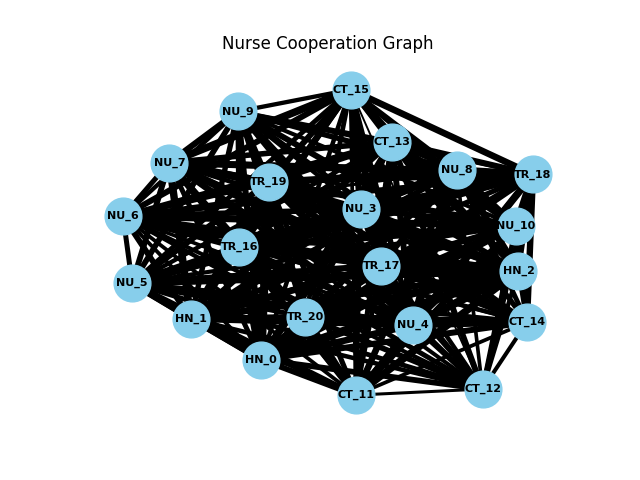 Nurse Cooperation Graph
CT_15
NU_9
CT_13
NU_7
NU_8
TR_18
TR_19
NU_3
NU_6
NU_10
TR_16
TR_17
HN_2
NU_5
HN_1
TR_20
NU_4
CT_14
HN_0
CT_12
CT_11